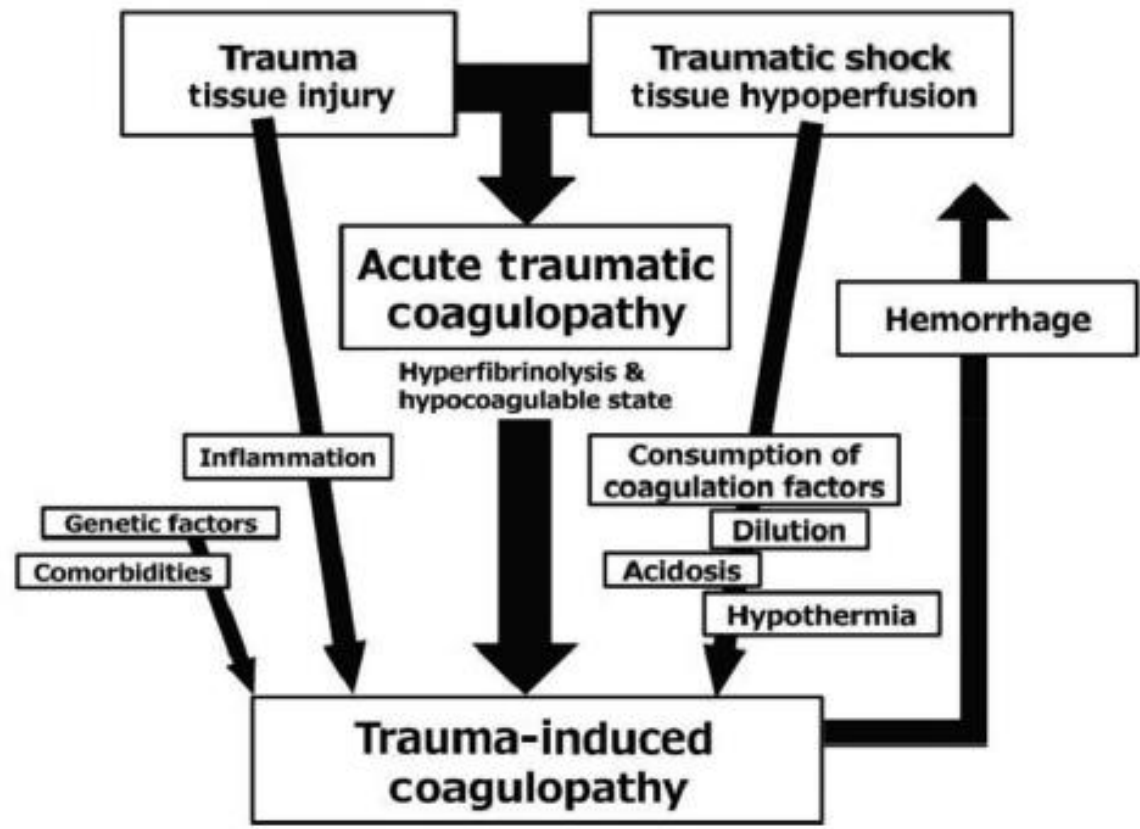 Trauma
tissue injury
Traumatic shock
tissue hypoperfusion
Acute traumatic
coagulopathy
Hyperfibrinolysis &
hypocoagulable state
Hemorrhage
Inflammation
Consumption of
coagulation factors
Genetic factors
Dilution
Comorbidities
Acidosis
Hypothermia
Trauma-induced
coagulopathy